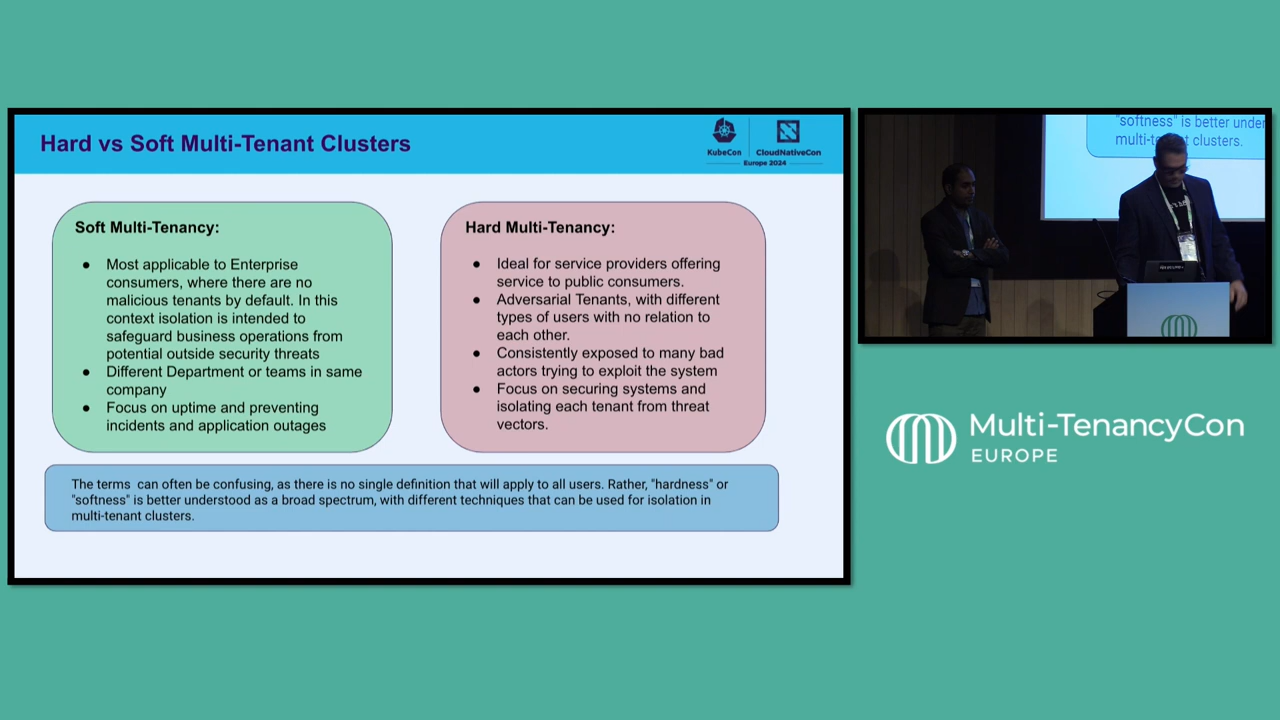 Hard vs Soft Multi-Tenant Clusters
KubeCon
CloudNativeCon
Europe 2024
Soft Multi-Tenancy:
● Most applicable to Enterprise
consumers, where there are no
malicious tenants by default. In this
context isolation is intended to
safeguard business operations from
potential outside security threats
● Different Department or teams in same
company
● Focus on uptime and preventing
incidents and application outages
Hard Multi-Tenancy:
● Ideal for service providers offering
service to public consumers.
● Adversarial Tenants, with different
types of users with no relation to
each other.
● Consistently exposed to many bad
actors trying to exploit the system
● Focus on securing systems and
isolating each tenant from threat
vectors.
The terms can often be confusing, as there is no single definition that will apply to all users. Rather, "hardness" or
"softness" is better understood as a broad spectrum, with different techniques that can be used for isolation in
multi-tenant clusters.
"softness" is better under
clusters.
Multi-TenancyCon
EUROPE